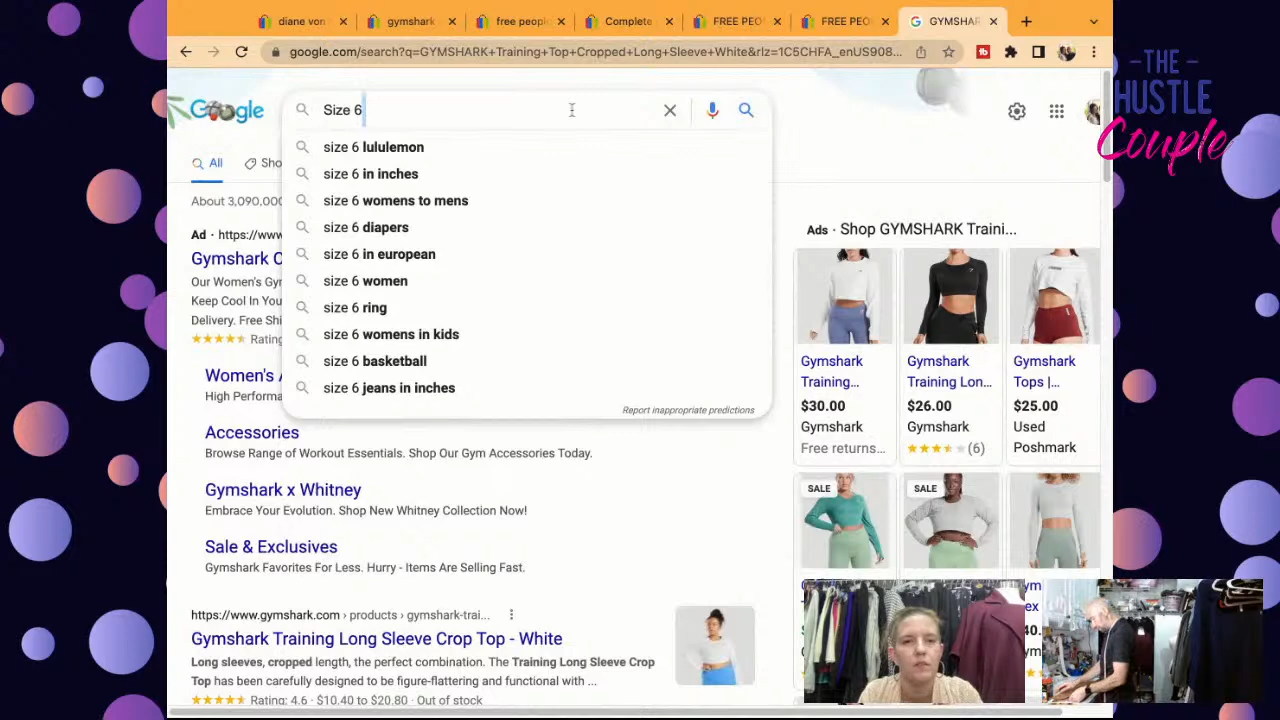 diane von
gymshark
free people
Complete
FREE PEO
FREE PEO
GYMSHAR
google.com/search?q=GYMSHARK+Training+Top+Cropped+Long+Sleeve+White&rlz=1C5CHFA_enUS908...
THE
HUSTLE
Couple
Google
Size 6
size 6 lululemon
size 6 in inches
size 6 womens to mens
size 6 diapers
size 6 in european
size 6 women
size 6 ring
size 6 womens in kids
size 6 basketball
size 6 jeans in inches
Report inappropriate predictions
All
Sho
About 3,090,000
Ad · https://www
Gymshark C
Our Women's Gy
Keep Cool In You
Delivery. Free Shi
Rating:
Women's A
High Performa
Accessories
Browse Range of Workout Essentials. Shop Our Gym Accessories Today.
Gymshark x Whitney
Embrace Your Evolution. Shop New Whitney Collection Now!
Sale & Exclusives
Gymshark Favorites For Less. Hurry - Items Are Selling Fast.
https://www.gymshark.com › products › gymshark-trai...
Gymshark Training Long Sleeve Crop Top - White
Long sleeves, cropped length, the perfect combination. The Training Long Sleeve Crop
Top has been carefully designed to be figure-flattering and functional with ...
Rating: 4.6 · $10.40 to $20.80 · Out of stock
Ads · Shop GYMSHARK Traini...
Gymshark
Training...
$30.00
Gymshark
Free returns...
Gymshark
Training Lon...
$26.00
Gymshark
(6)
Gymshark
Tops |...
$25.00
Used
Poshmark
SALE
SALE